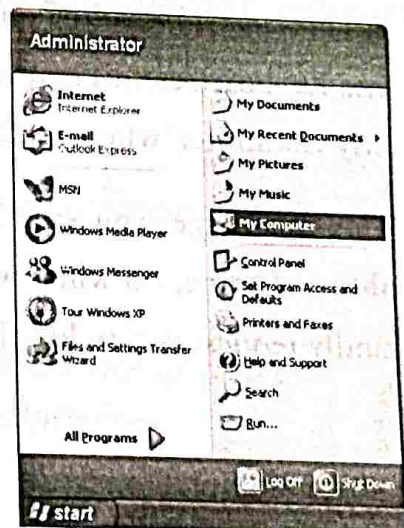 Administrator
Internet
Internet Explorer
E-mail
Outlook Express
MSN
Windows Media Player
Windows Messenger
Tour Windows XP
Files and Settings Transfer
Wizard
All Programs
My Documents
My Recent Documents
My Pictures
My Music
My Computer
Control Panel
Set Program Access and
Defaults
Printers and Faxes
Help and Support
Search
Run...
Log Off
Shut Down
start